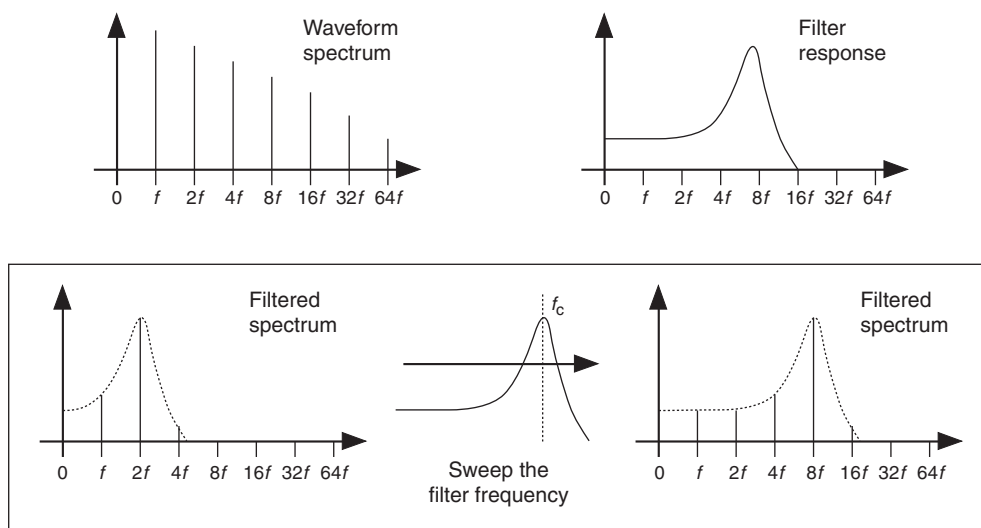 Waveform
spectrum
0 f 2f 4f 8f 16f 32f 64f
Filter
response
0 f 2f 4f 8f 16f 32f 64f
Filtered
spectrum
0 f 2f 4f 8f 16f 32f 64f
fc
Sweep the
filter frequency
Filtered
spectrum
0 f 2f 4f 8f 16f 32f 64f